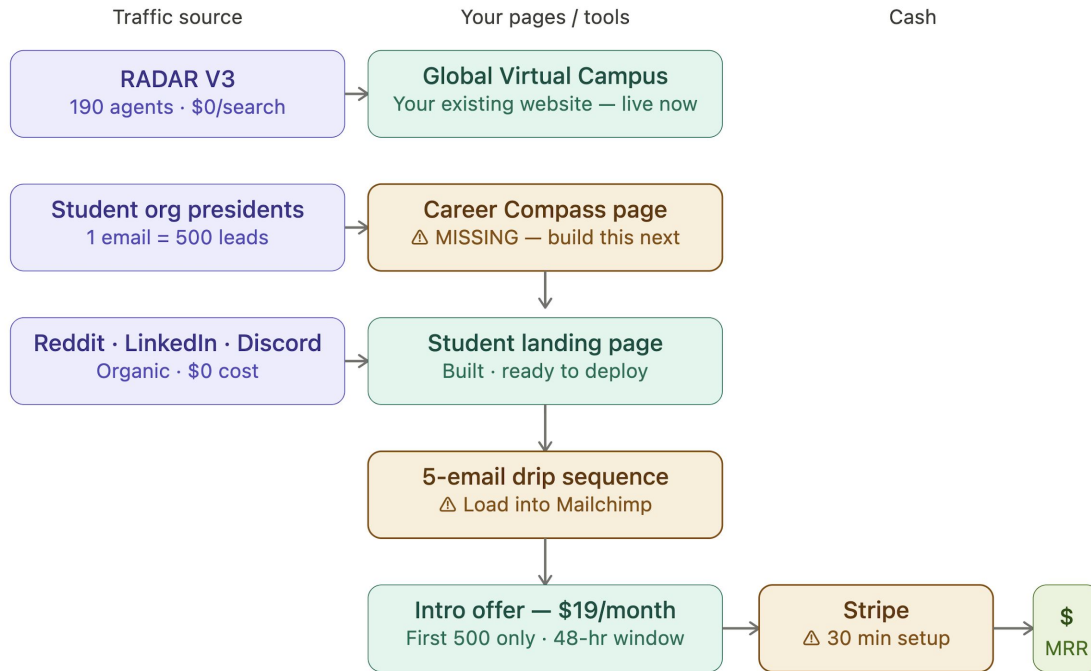 Traffic source
Your pages / tools
Cash
RADAR V3
190 agents · $0/search
Global Virtual Campus
Your existing website — live now
Student org presidents
1 email = 500 leads
Career Compass page
⚠ MISSING — build this next
Reddit · LinkedIn · Discord
Organic · $0 cost
Student landing page
Built · ready to deploy
5-email drip sequence
⚠ Load into Mailchimp
Intro offer — $19/month
First 500 only · 48-hr window
Stripe
⚠ 30 min setup
$
MRR